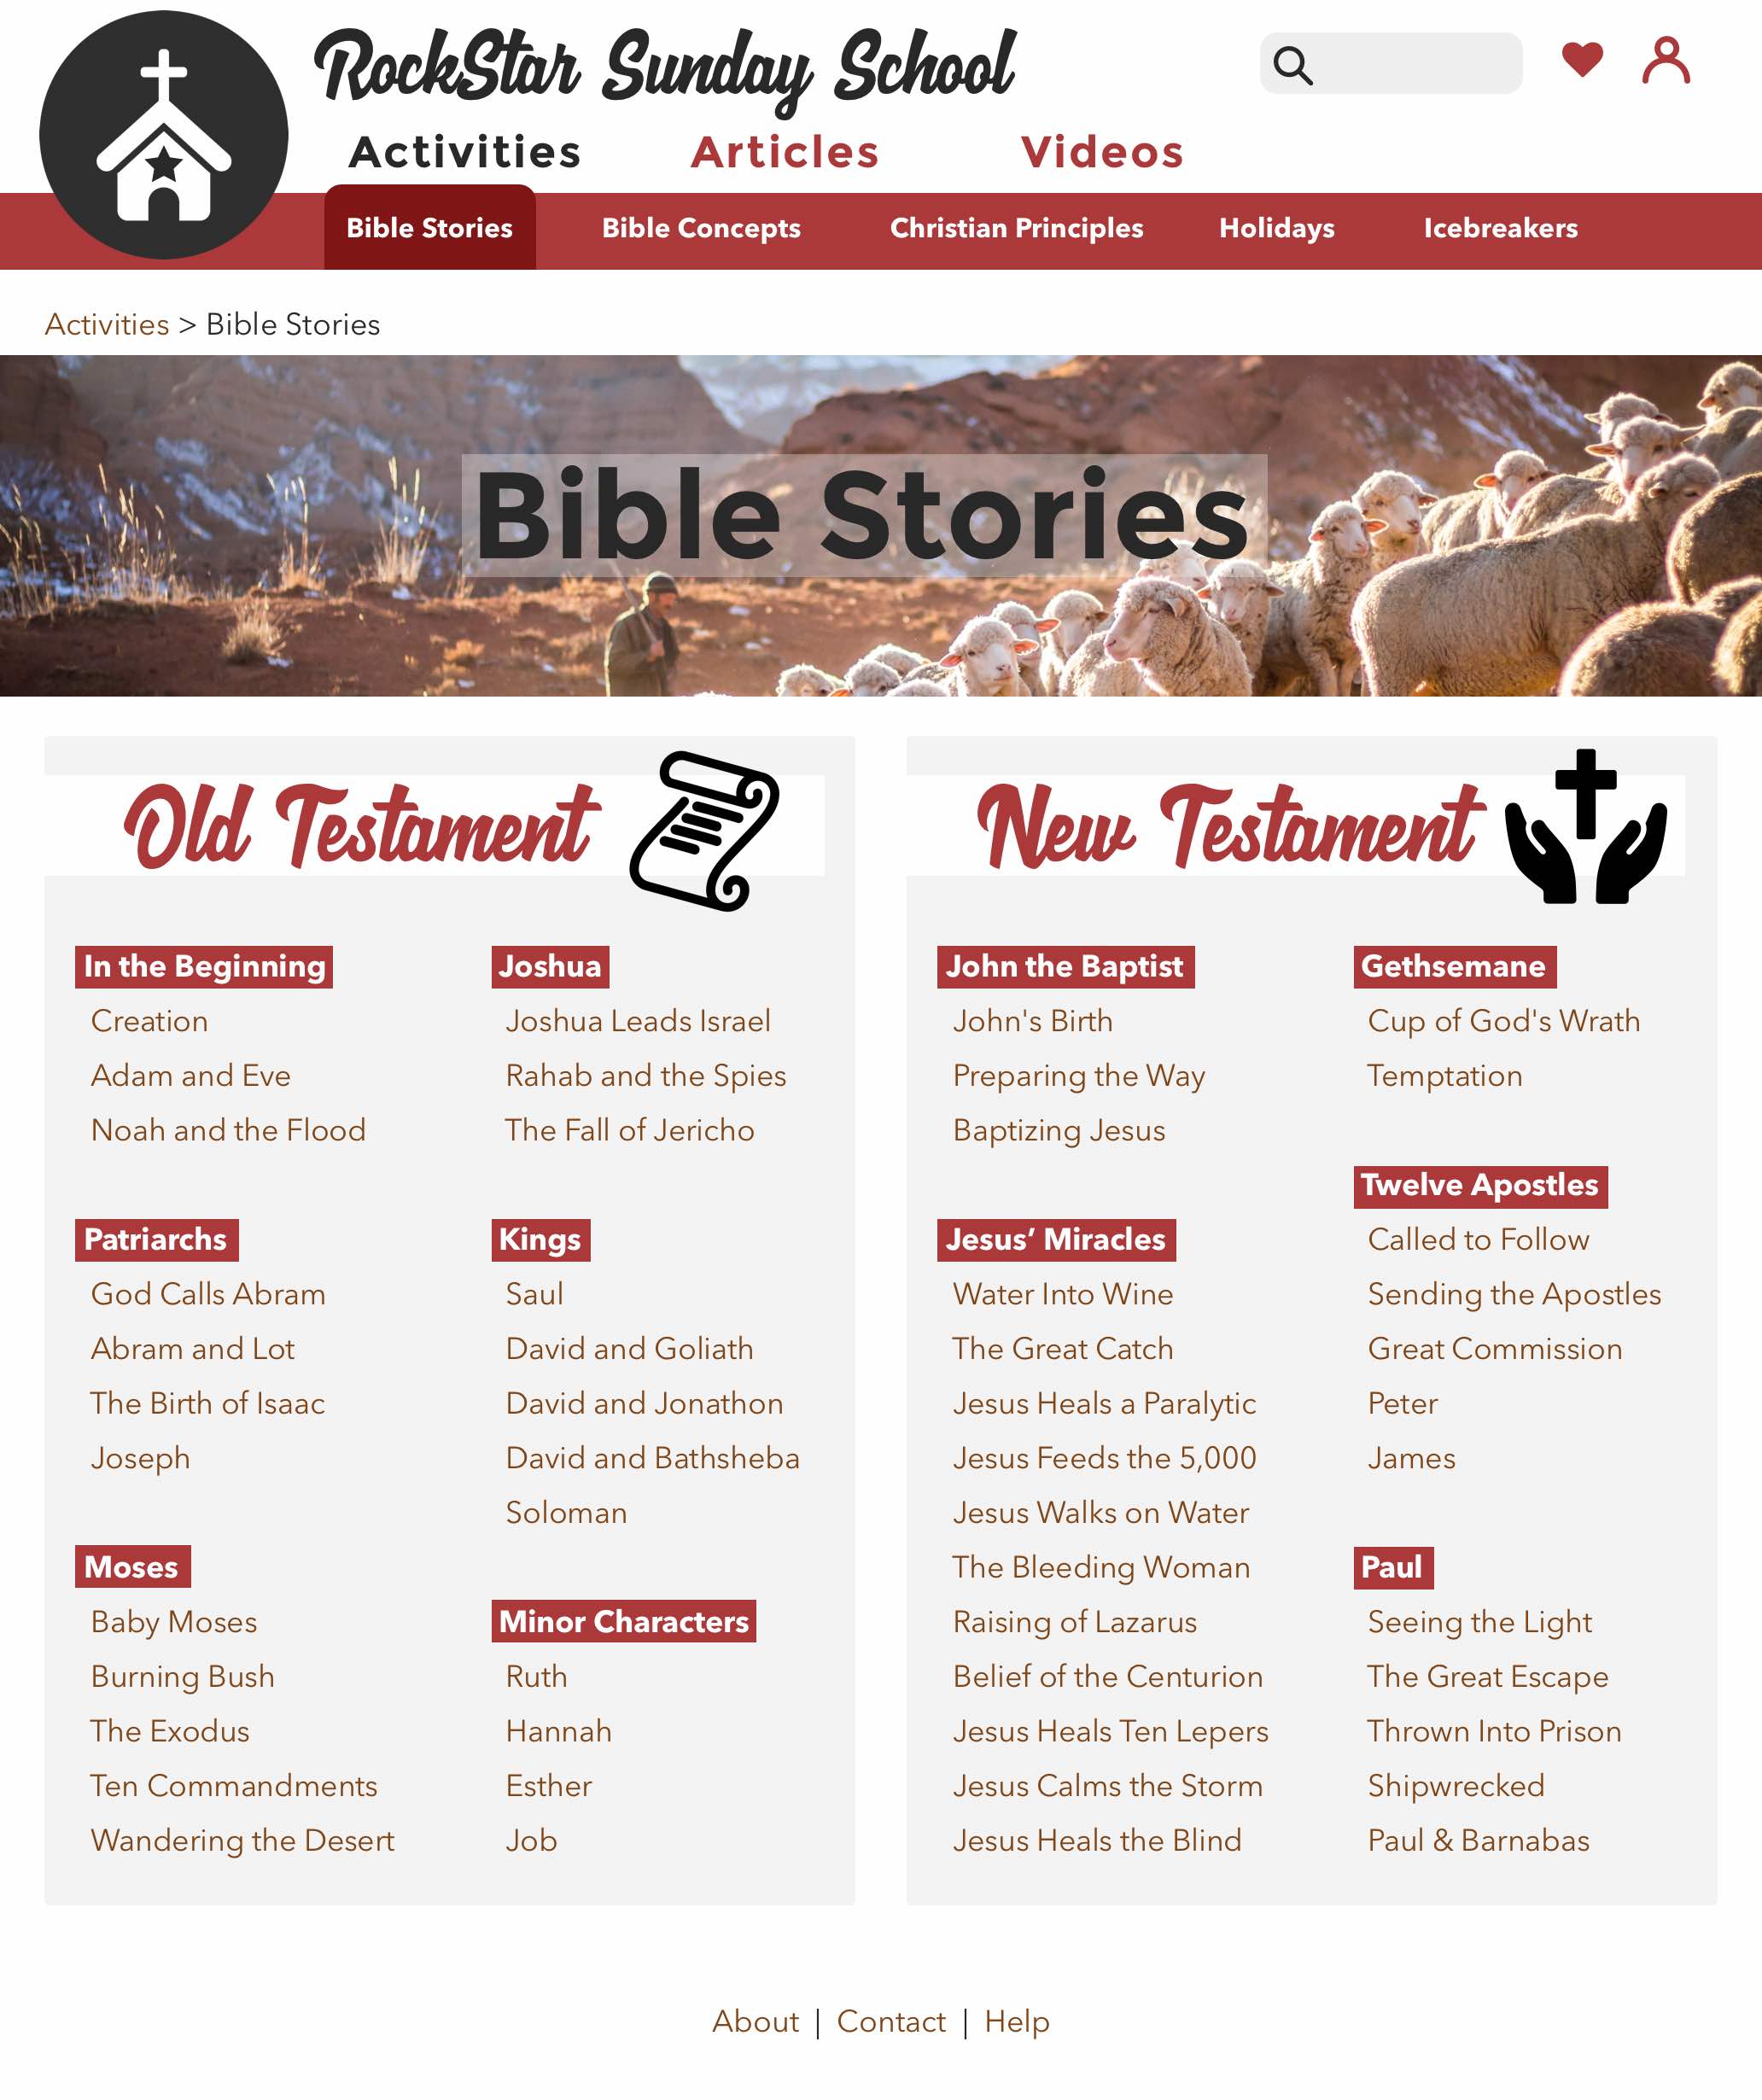 RockStar Sunday School
Activities Articles Videos
Bible Stories Bible Concepts Christian Principles Holidays Icebreakers
Activities > Bible Stories
Bible Stories
Old Testament
In the Beginning
Creation
Adam and Eve
Noah and the Flood
Patriarchs
God Calls Abram
Abram and Lot
The Birth of Isaac
Joseph
Moses
Baby Moses
Burning Bush
The Exodus
Ten Commandments
Wandering the Desert
Joshua
Joshua Leads Israel
Rahab and the Spies
The Fall of Jericho
Kings
Saul
David and Goliath
David and Jonathon
David and Bathsheba
Soloman
Minor Characters
Ruth
Hannah
Esther
Job
New Testament
John the Baptist
John's Birth
Preparing the Way
Baptizing Jesus
Jesus’ Miracles
Water Into Wine
The Great Catch
Jesus Heals a Paralytic
Jesus Feeds the 5,000
Jesus Walks on Water
The Bleeding Woman
Raising of Lazarus
Belief of the Centurion
Jesus Heals Ten Lepers
Jesus Calms the Storm
Jesus Heals the Blind
Gethsemane
Cup of God's Wrath
Temptation
Twelve Apostles
Called to Follow
Sending the Apostles
Great Commission
Peter
James
Paul
Seeing the Light
The Great Escape
Thrown Into Prison
Shipwrecked
Paul & Barnabas
About | Contact | Help